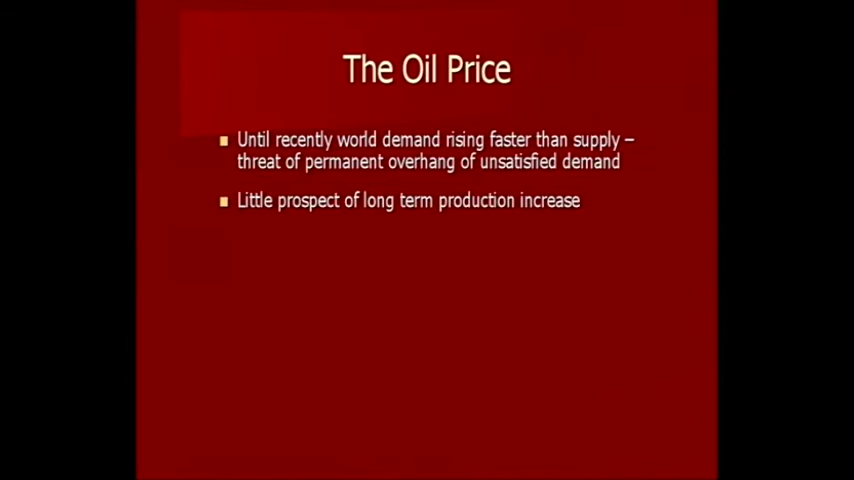 The Oil Price
Until recently world demand rising faster than supply –
threat of permanent overhang of unsatisfied demand
Little prospect of long term production increase